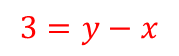 3 = y − x